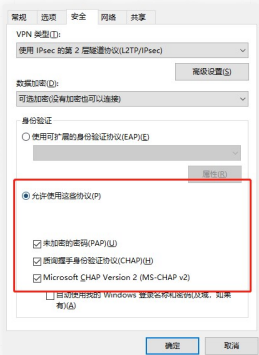 常规 选项 安全 网络 共享
VPN 类型(T):
使用 IPsec 的第 2 层隧道协议(L2TP/IPsec)
高级设置(S)
数据加密(D):
可选加密(没有加密也可以连接)
身份验证
使用可扩展的身份验证协议(EAP)(E)
属性(R)
允许使用这些协议(P)
未加密的密码(PAP)(U)
质询握手身份验证协议(CHAP)(H)
Microsoft CHAP Version 2 (MS-CHAP v2)
自动使用我的 Windows 登录名称和密码(及域，如果
有)(A)
确定 取消